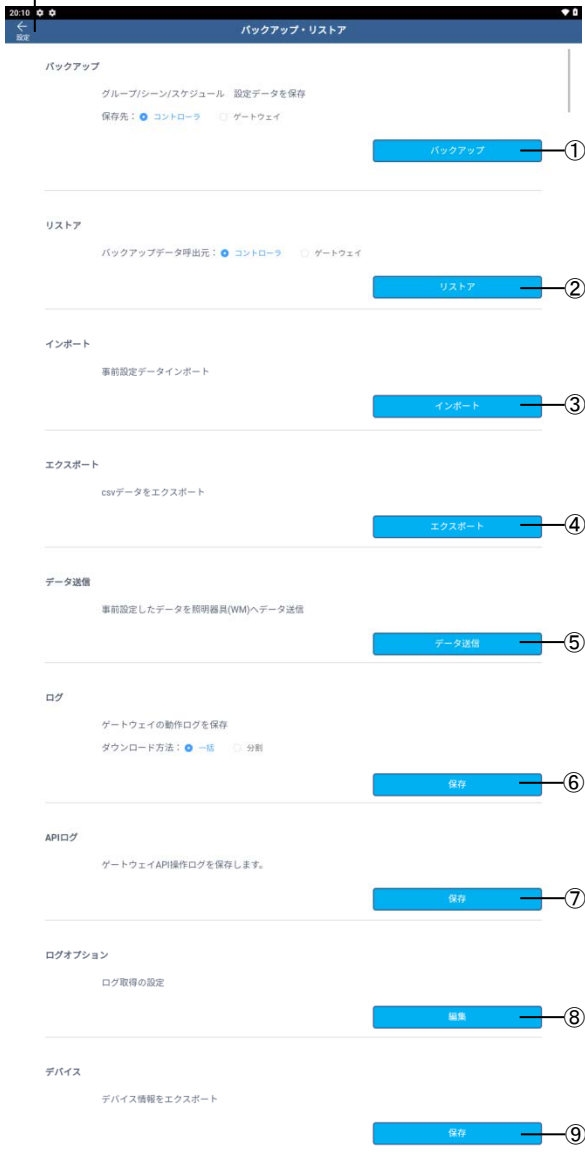 20:10
設定
バックアップ・リストア
バックアップ
グループ/シーン/スケジュール　設定データを保存
保存先： コントローラ ゲートウェイ
バックアップ ①
リストア
バックアップデータ呼出元： コントローラ ゲートウェイ
リストア ②
インポート
事前設定データインポート
インポート ③
エクスポート
csvデータをエクスポート
エクスポート ④
データ送信
事前設定したデータを照明器具(WM)へデータ送信
データ送信 ⑤
ログ
ゲートウェイの動作ログを保存
ダウンロード方法： 一括 分割
保存 ⑥
APIログ
ゲートウェイAPI操作ログを保存します。
保存 ⑦
ログオプション
ログ取得の設定
編集 ⑧
デバイス
デバイス情報をエクスポート
保存 ⑨